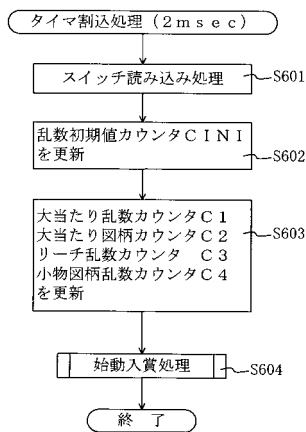 タイマ割込処理(2msec)
スイッチ読み込み処理
S601
乱数初期値カウンタCINI
を更新
S602
大当たり乱数カウンタC1
大当たり図柄カウンタC2
リーチ乱数カウンタ C3
小物図柄乱数カウンタC4
を更新
S603
始動入賞処理
S604
終了